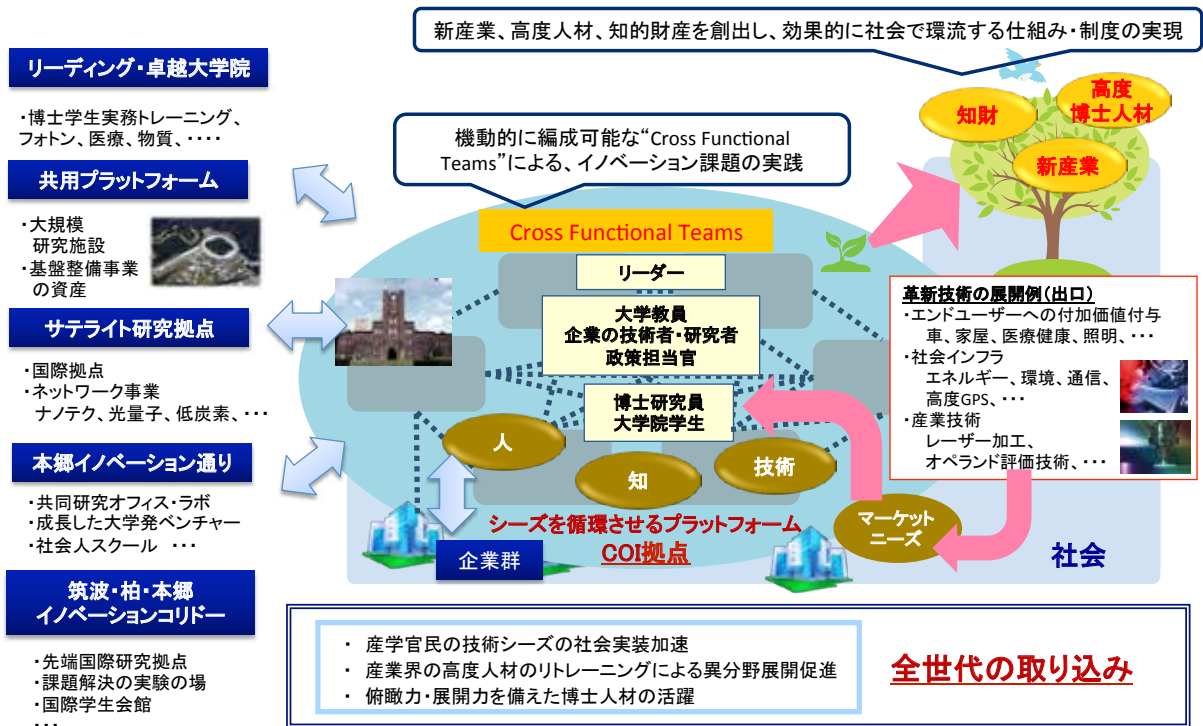 新産業、高度人材、知的財産を創出し、効果的に社会で環流する仕組み・制度の実現
リーディング・卓越大学院
・博士学生実務トレーニング、
フォトン、医療、物質、・・・・
共用プラットフォーム
・大規模
研究施設
・基盤整備事業
の資産
サテライト研究拠点
・国際拠点
・ネットワーク事業
ナノテク、光量子、低炭素、・・・
本郷イノベーション通り
・共同研究オフィス・ラボ
・成長した大学発ベンチャー
・社会人スクール ・・・
筑波・柏・本郷
イノベーションコリドー
・先端国際研究拠点
・課題解決の実験の場
・国際学生会館
・・・
機動的に編成可能な“Cross Functional
Teams”による、イノベーション課題の実践
Cross Functional Teams
リーダー
大学教員
企業の技術者・研究者
政策担当官
博士研究員
大学院学生
人
知
技術
シーズを循環させるプラットフォーム
COI拠点
企業群
マーケット
ニーズ
社会
知財
高度
博士人材
新産業
革新技術の展開例(出口)
・エンドユーザーへの付加価値付与
車、家屋、医療健康、照明、・・・
・社会インフラ
エネルギー、環境、通信、
高度GPS、・・・
・産業技術
レーザー加工、
オペランド評価技術、・・・
・ 産学官民の技術シーズの社会実装加速
・ 産業界の高度人材のリトレーニングによる異分野展開促進
・ 俯瞰力・展開力を備えた博士人材の活躍
全世代の取り込み